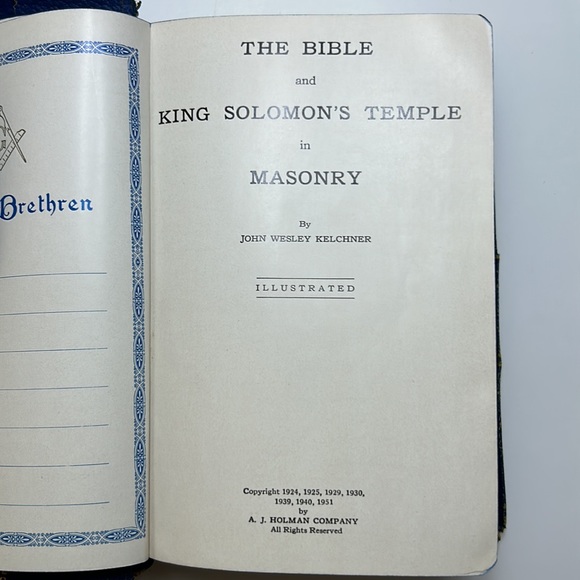 Brethren
THE BIBLE
and
KING SOLOMON'S TEMPLE
in
MASONRY
By
JOHN WESLEY KELCHNER
ILLUSTRATED
Copyright 1924, 1925, 1929, 1930,
1939, 1940, 1951
by
A. J. HOLMAN COMPANY
All Rights Reserved